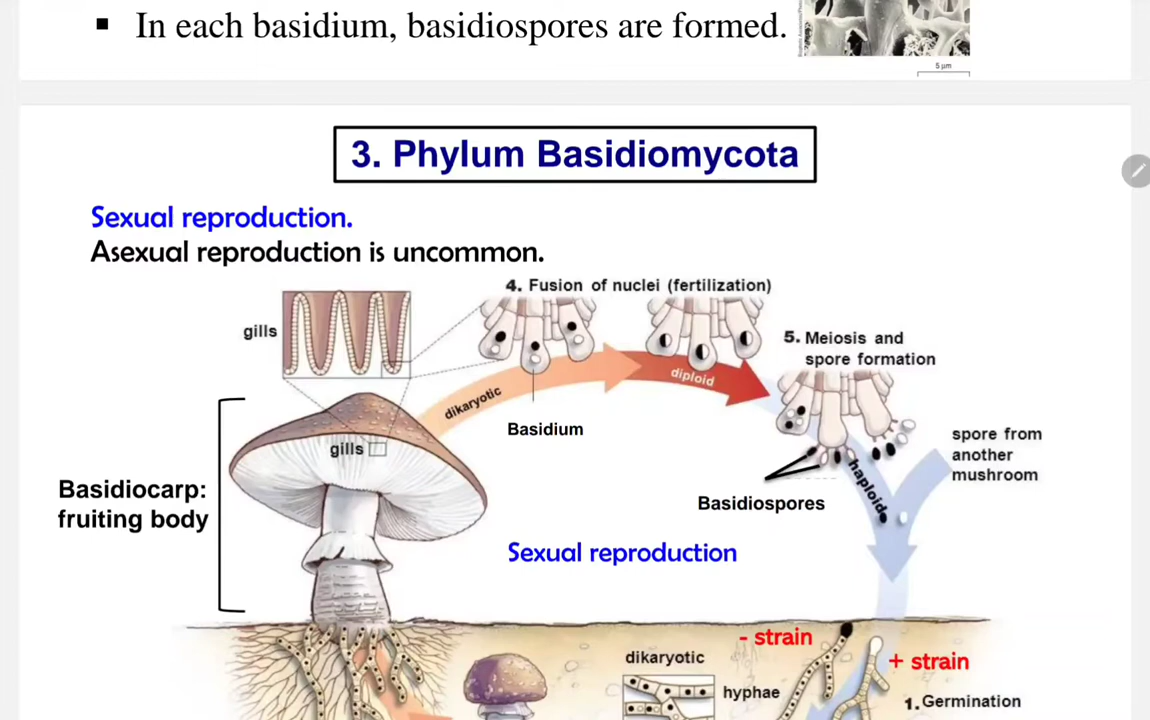 ▪ In each basidium, basidiospores are formed.
5 µm
3. Phylum Basidiomycota
Sexual reproduction.
Asexual reproduction is uncommon.
4. Fusion of nuclei (fertilization)
gills
5. Meiosis and
spore formation
diploid
dikaryotic
Basidium
gills
spore from
another
mushroom
haploid
Basidiocarp:
fruiting body
Basidiospores
Sexual reproduction
- strain
+ strain
dikaryotic
hyphae
1. Germination